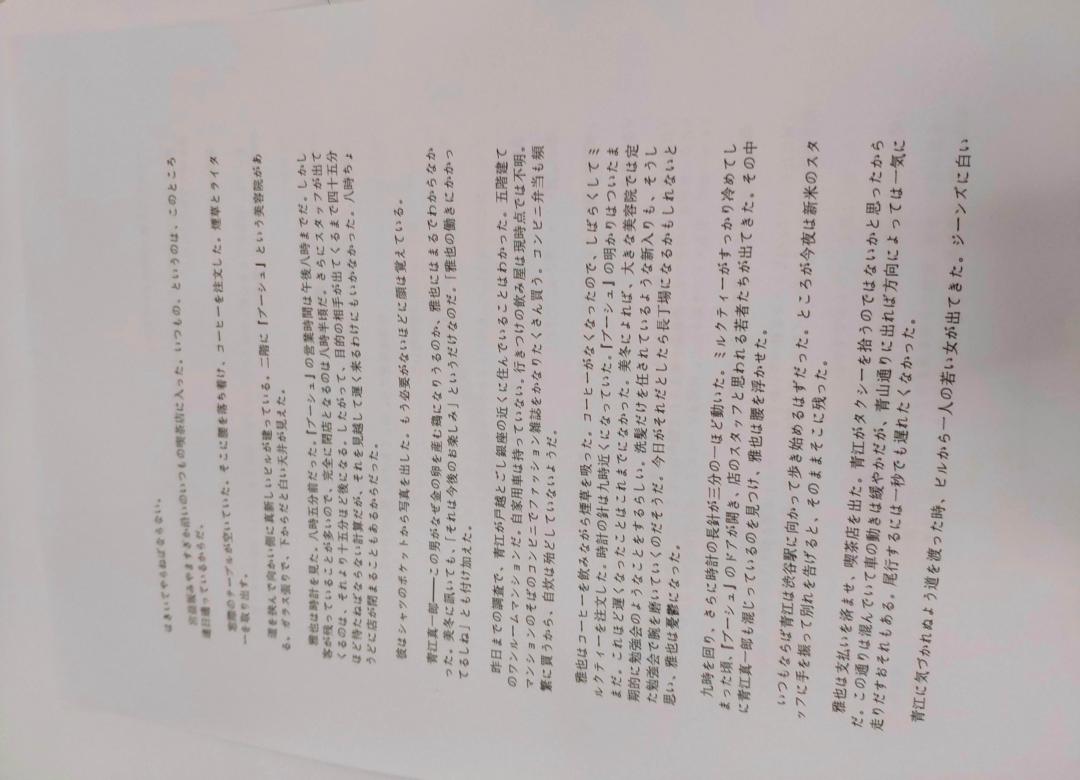 はきいてやらねばならない。
宮益坂みやますざか沿いのいつもの喫茶店に入った。いつもの、というのは、このところ
連日通っているからだ。
窓際のテーブルが空いていた。そこに腰を落ち着け、コーヒーを注文した。煙草とライタ
ーを取り出す。
道を挟んで向かい側に真新しいビルが建っている。二階に『ブーシュ』という美容院があ
る。ガラス張りで、下からだと白い天井が見えた。
雅也は時計を見た。八時五分前だった。『ブーシュ』の営業時間は午後八時までだ。しかし
客が残っていることが多いので、完全に閉店となるのは八時半頃だ。さらにスタッフが出て
くるのは、それより十五分ほど後になる。したがって、目的の相手が出てくるまで四十五分
ほど待たねばならない計算だが、それを見越して遅く来るわけにもいかなかった。八時ちょ
うどに店が閉まることもあるからだった。
彼はシャツのポケットから写真を出した。もう必要がないほどに顔は覚えている。
青江真一郎――この男がなぜ金の卵を産む鶏になりうるのか、雅也にはまるでわからなか
った。美冬に訊いても、「それは今後のお楽しみ」というだけなのだ。「雅也の働きにかかっ
てるしね」とも付け加えた。
昨日までの調査で、青江が戸越とごし銀座の近くに住んでいることはわかった。五階建て
のワンルームマンションだ。自家用車は持っていない。行きつけの飲み屋は現時点では不明。
マンションのそばのコンビニでファッション雑誌をかなりたくさん買う。コンビニ弁当も頻
繁に買うから、自炊は殆どしていないようだ。
雅也はコーヒーを飲みながら煙草を吸った。コーヒーがなくなったので、しばらくしてミ
ルクティーを注文した。時計の針は九時近くになっていた。『ブーシュ』の明かりはついたま
まだ。これほど遅くなったことはこれまでになかった。美冬によれば、大きな美容院では定
期的に勉強会のようなことをするらしい。洗髪だけを任されているような新入りも、そうし
た勉強会で腕を磨いていくのだそうだ。今日がそれだとしたら長丁場になるかもしれないと
思い、雅也は憂鬱になった。
九時を回り、さらに時計の長針が三分の一ほど動いた。ミルクティーがすっかり冷めてし
まった頃、『ブーシュ』のドアが開き、店のスタッフと思われる若者たちが出てきた。その中
に青江真一郎も混じっているのを見つけ、雅也は腰を浮かせた。
いつもならば青江は渋谷駅に向かって歩き始めるはずだった。ところが今夜は新米のスタ
ッフに手を振って別れを告げると、そのままそこに残った。
雅也は支払いを済ませ、喫茶店を出た。青江がタクシーを拾うのではないかと思ったから
だ。この通りは混んでいて車の動きは緩やかだが、青山通りに出れば方向によっては一気に
走りだすおそれもある。尾行するには一秒でも遅れたくなかった。
青江に気づかれぬよう道を渡った時、ビルから一人の若い女が出てきた。ジーンズに白い